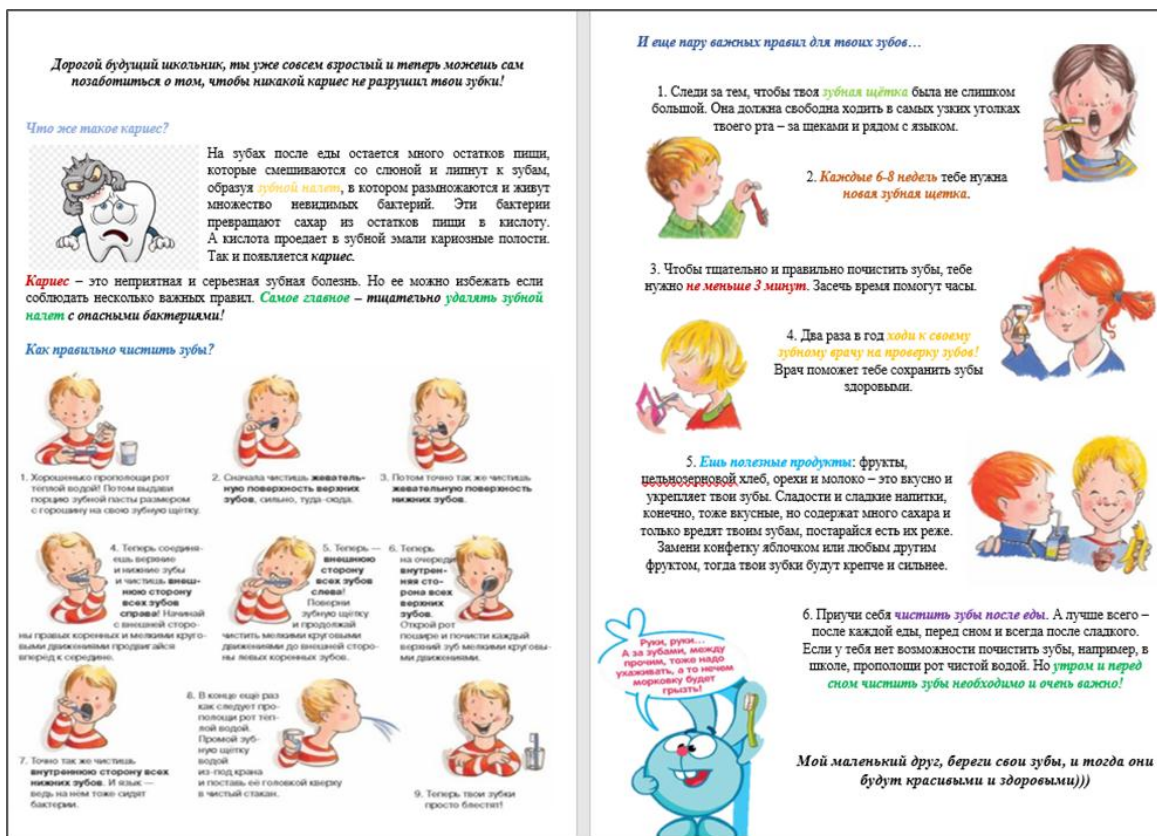 Дорогой будущий школьник, ты уже совсем взрослый и теперь можешь сам
позаботиться о том, чтобы никакой кариес не разрушил твои зубки!
Что же такое кариес?
На зубах после еды остается много остатков пищи,
которые смешиваются со слюной и липнут к зубам,
образуя зубной налет, в котором размножаются и живут
множество невидимых бактерий. Эти бактерии
превращают сахар из остатков пищи в кислоту.
А кислота проедает в зубной эмали кариозные полости.
Так и появляется кариес.
Кариес – это неприятная и серьезная зубная болезнь. Но ее можно избежать если
соблюдать несколько важных правил. Самое главное – тщательно удалять зубной
налет с опасными бактериями!
Как правильно чистить зубы?
1. Хорошенько прополощи рот
тёплой водой! Потом выдави
порцию зубной пасты размером
с горошину на свою зубную щётку.
2. Сначала чистишь жеватель-
ную поверхность верхних
зубов, сильно, туда-сюда.
3. Потом точно так же чистишь
жевательную поверхность
нижних зубов.
4. Теперь соединя-
ешь верхние
и нижние зубы
и чистишь внеш-
нюю сторону
всех зубов
справа! Начинай
с внешней сторо-
ны правых коренных и мелкими круго-
выми движениями продвигайся
вперёд к середине.
5. Теперь —
внешнюю
сторону
всех зубов
слева!
Поверни
зубную щётку
и продолжай
чистить мелкими круговыми
движениями до внешней сторо-
ны левых коренных зубов.
6. Теперь
на очереди
внутрен-
няя сто-
рона всех
верхних
зубов.
Открой рот
пошире и почисти каждый
верхний зуб мелкими круговы-
ми движениями.
7. Точно так же чистишь
внутреннюю сторону всех
нижних зубов. И язык —
ведь на нём тоже сидят
бактерии.
8. В конце ещё раз
как следует про-
полощи рот тёп-
лой водой.
Промой зуб-
ную щётку
водой
из-под крана
и поставь её головкой кверху
в чистый стакан.
9. Теперь твои зубки
просто блестят!
И еще пару важных правил для твоих зубов…
1. Следи за тем, чтобы твоя зубная щётка была не слишком
большой. Она должна свободна ходить в самых узких уголках
твоего рта – за щеками и рядом с языком.
2. Каждые 6-8 недель тебе нужна
новая зубная щетка.
3. Чтобы тщательно и правильно почистить зубы, тебе
нужно не меньше 3 минут. Засечь время помогут часы.
4. Два раза в год ходи к своему
зубному врачу на проверку зубов!
Врач поможет тебе сохранить зубы
здоровыми.
5. Ешь полезные продукты: фрукты,
цельнозерновой хлеб, орехи и молоко – это вкусно и
укрепляет твои зубы. Сладости и сладкие напитки,
конечно, тоже вкусные, но содержат много сахара и
только вредят твоим зубам, постарайся есть их реже.
Замени конфетку яблочком или любым другим
фруктом, тогда твои зубки будут крепче и сильнее.
6. Приучи себя чистить зубы после еды. А лучше всего –
после каждой еды, перед сном и всегда после сладкого.
Если у тебя нет возможности почистить зубы, например, в
школе, прополощи рот чистой водой. Но утром и перед
сном чистить зубы необходимо и очень важно!
Руки, руки...
А за зубами, между
прочим, тоже надо
ухаживать, а то нечем
морковку будет
грызть!
Мой маленький друг, береги свои зубы, и тогда они
будут красивыми и здоровыми)))